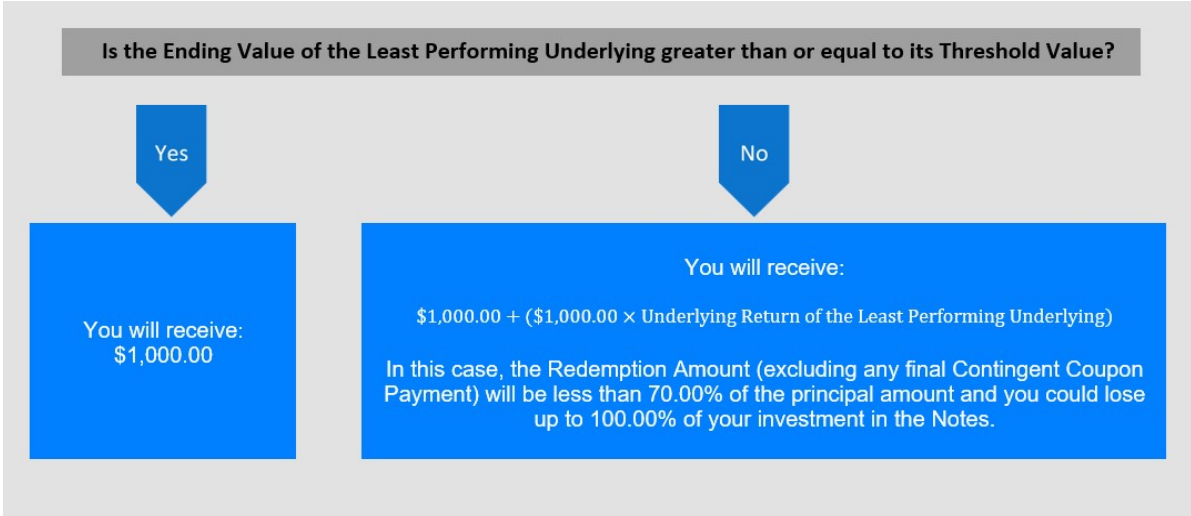 Is the Ending Value of the Least Performing Underlying greater than or equal to its Threshold Value?
Yes
No
You will receive:
$1,000.00
You will receive:
$1,000.00 + ($1,000.00 × Underlying Return of the Least Performing Underlying)
In this case, the Redemption Amount (excluding any final Contingent Coupon
Payment) will be less than 70.00% of the principal amount and you could lose
up to 100.00% of your investment in the Notes.